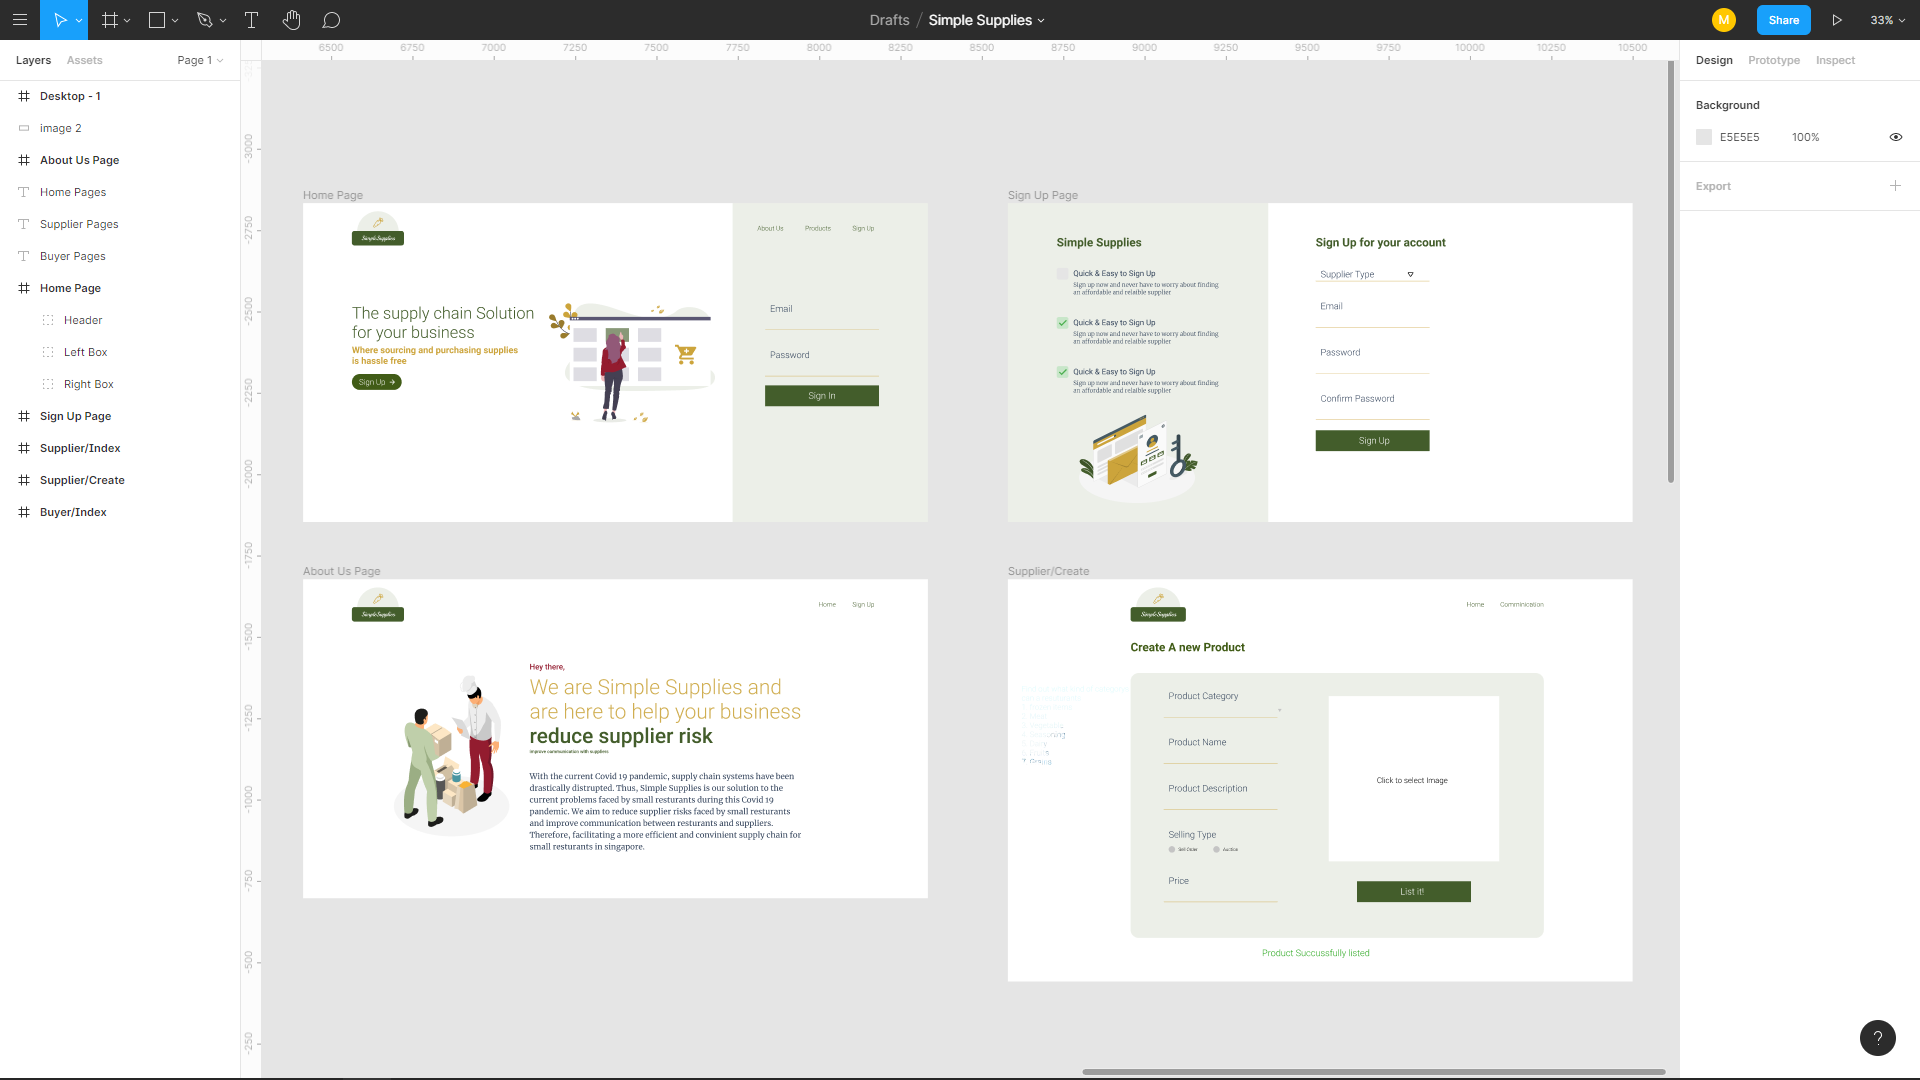 Drafts / Simple Supplies
M
Share
33%
Layers
Assets
Page 1
Desktop - 1
image 2
About Us Page
Home Pages
Supplier Pages
Buyer Pages
Home Page
Header
Left Box
Right Box
Sign Up Page
Supplier/Index
Supplier/Create
Buyer/Index
6500 6750 7000 7250 7500 7750 8000 8250 8500 8750 9000 9250 9500 9750 10000 10250 10500
-3000
-2750
-2500
-2250
-2000
-1750
-1500
-1250
-1000
-750
-500
-250
Home Page
Simple Supplies
About Us
Products
Sign Up
The supply chain Solution
for your business
Where sourcing and purchasing supplies
is hassle free
Sign Up
Email
Password
Sign In
Sign Up Page
Simple Supplies
Quick & Easy to Sign Up
Sign up now and never have to worry about finding
an affordable and relaible supplier
Quick & Easy to Sign Up
Sign up now and never have to worry about finding
an affordable and relaible supplier
Quick & Easy to Sign Up
Sign up now and never have to worry about finding
an affordable and relaible supplier
Sign Up for your account
Supplier Type
Email
Password
Confirm Password
Sign Up
About Us Page
Simple Supplies
Home
Sign Up
Hey there,
We are Simple Supplies and
are here to help your business
reduce supplier risk
improve communication with suppliers
With the current Covid 19 pandemic, supply chain systems have been
drastically distrupted. Thus, Simple Supplies is our solution to the
current problems faced by small resturants during this Covid 19
pandemic. We aim to reduce supplier risks faced by small resturants
and improve communication between resturants and suppliers.
Therefore, facilitating a more efficient and convinient supply chain for
small resturants in singapore.
Supplier/Create
Simple Supplies
Home
Comminication
Create A new Product
Product Category
Product Name
Product Description
Selling Type
Sell Order
Auction
Price
Click to select Image
List it!
Product Succussfully listed
Design
Prototype
Inspect
Background
E5E5E5
100%
Export
?